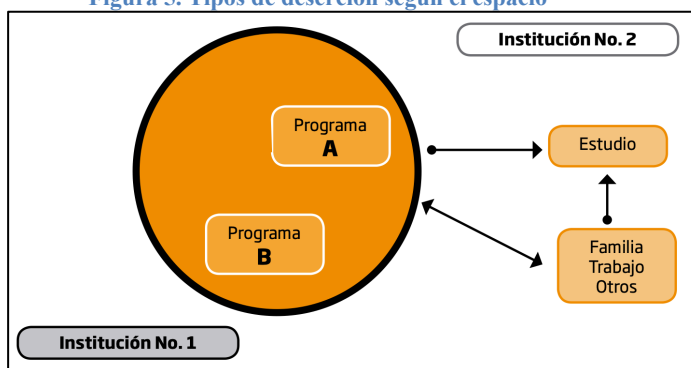 Figura 3. Tipos de deserción según el espacio
Institución No. 2
Programa
A
Estudio
Programa
B
Familia
Trabajo
Otros
Institución No. 1